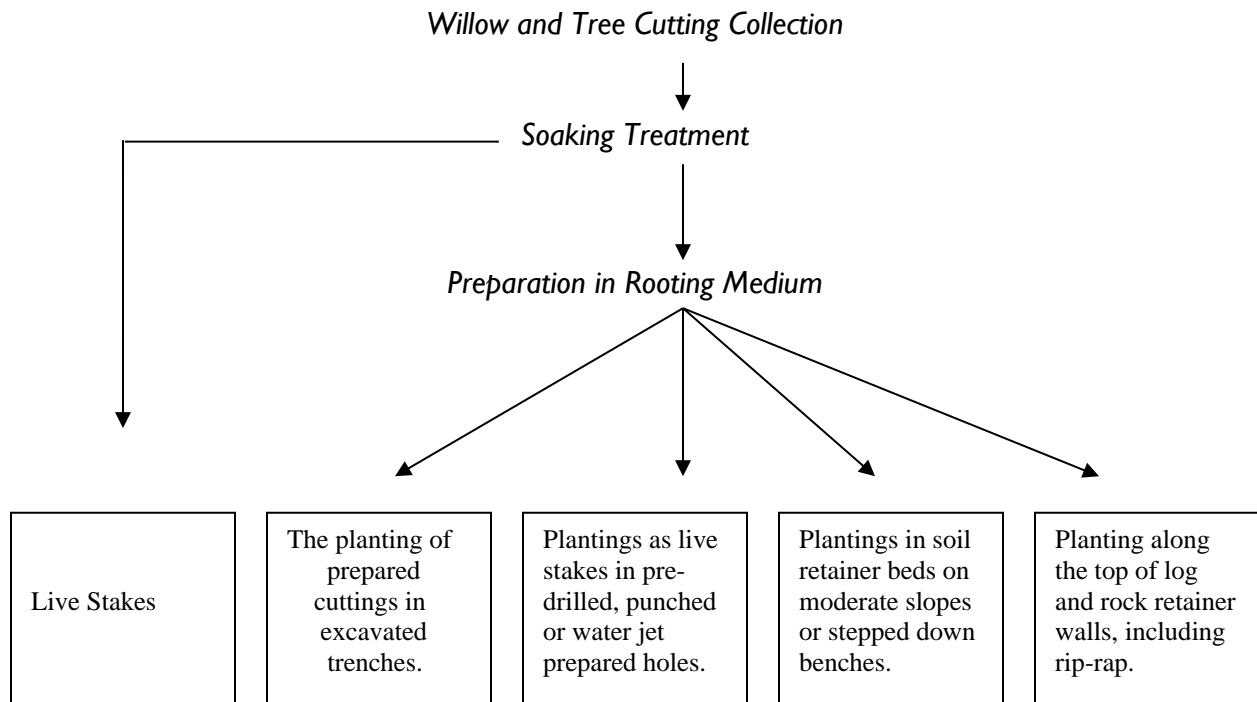 Willow and Tree Cutting Collection
Soaking Treatment
Preparation in Rooting Medium
Live Stakes
The planting of
prepared
cuttings in
excavated
trenches.
Plantings as live
stakes in pre-
drilled, punched
or water jet
prepared holes.
Plantings in soil
retainer beds on
moderate slopes
or stepped down
benches.
Planting along
the top of log
and rock retainer
walls, including
rip-rap.